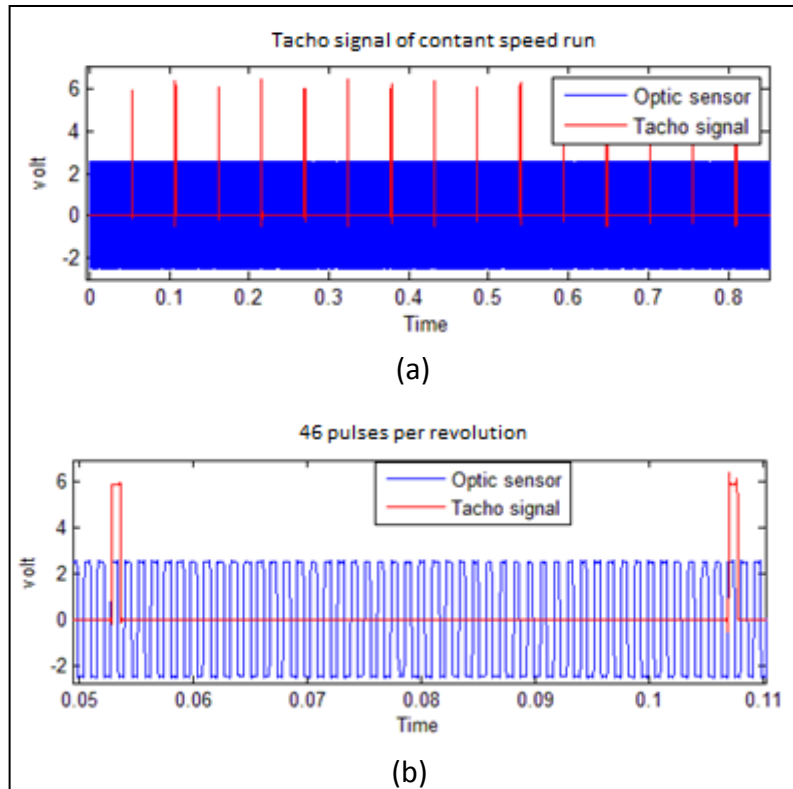 Tacho signal of contant speed run
Optic sensor
Tacho signal
6
4
2
0
-2
volt
0 0.1 0.2 0.3 0.4 0.5 0.6 0.7 0.8
Time
(a)
46 pulses per revolution
Optic sensor
Tacho signal
6
4
2
0
-2
volt
0.05 0.06 0.07 0.08 0.09 0.1 0.11
Time
(b)